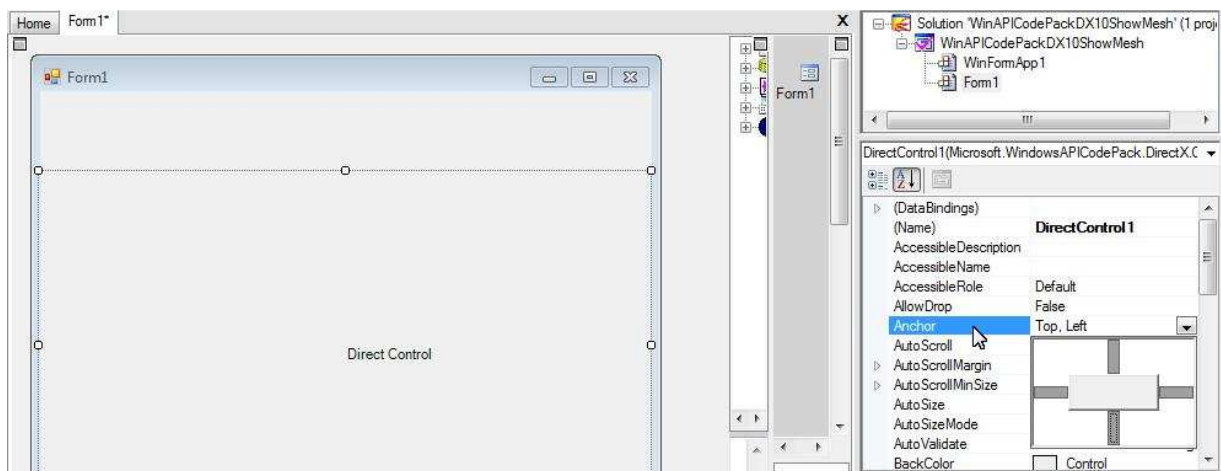 Home Form1* X
Form1
Direct Control
Form1
Solution 'WinAPICodePackDX10ShowMesh' (1 proj
WinAPICodePackDX10ShowMesh
WinFormApp1
Form1
DirectControl1(Microsoft.WindowsAPICodePack.DirectX.C
(DataBindings)
(Name) DirectControl1
AccessibleDescription
AccessibleName
AccessibleRole Default
AllowDrop False
Anchor Top, Left
AutoScroll
AutoScrollMargin
AutoScrollMinSize
AutoSize
AutoSizeMode
AutoValidate
BackColor Control